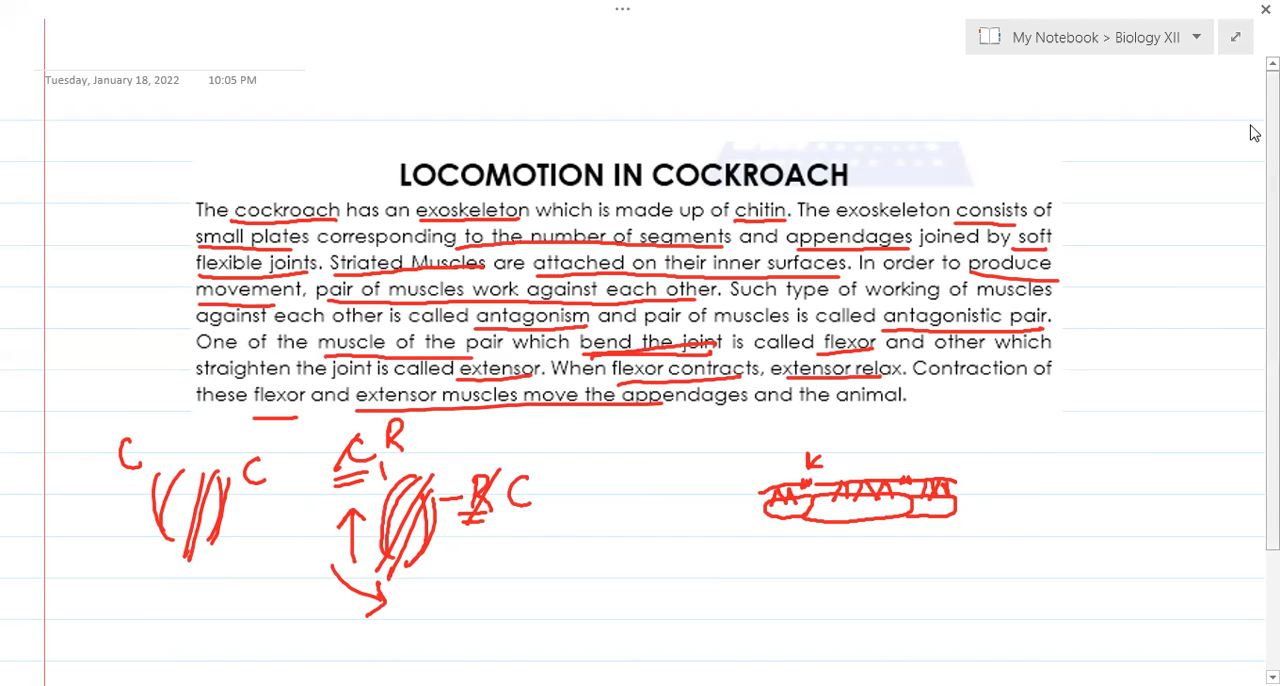 My Notebook > Biology XII
Tuesday, January 18, 2022 10:05 PM
LOCOMOTION IN COCKROACH
The cockroach has an exoskeleton which is made up of chitin. The exoskeleton consists of
small plates corresponding to the number of segments and appendages joined by soft
flexible joints. Striated Muscles are attached on their inner surfaces. In order to produce
movement, pair of muscles work against each other. Such type of working of muscles
against each other is called antagonism and pair of muscles is called antagonistic pair.
One of the muscle of the pair which bend the joint is called flexor and other which
straighten the joint is called extensor. When flexor contracts, extensor relax. Contraction of
these flexor and extensor muscles move the appendages and the animal.
C C
C R
R C